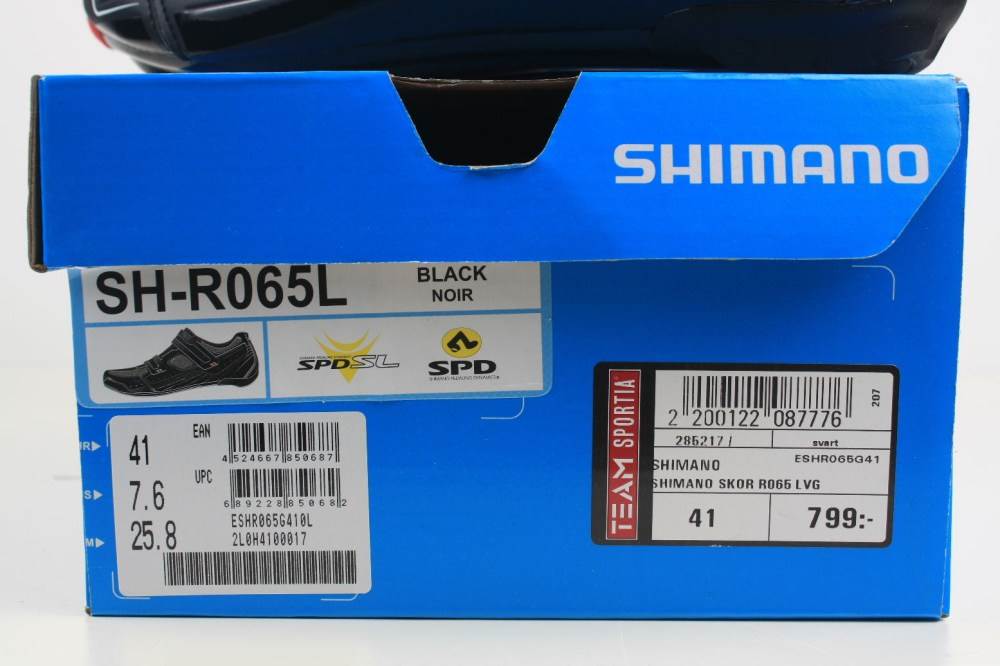 SHIMANO
SH-R065L
BLACK
NOIR
SPD SL
SPD
41
7.6
25.8
EAN
4 524667 850687
UPC
6 89228 85068 2
ESHR065G410L
2L0H4100017
TEAM SPORTIA
2 200122 087776
207
285217 /
svart
SHIMANO
ESHR065G41
SHIMANO SKOR R065 LVG
41
799:-